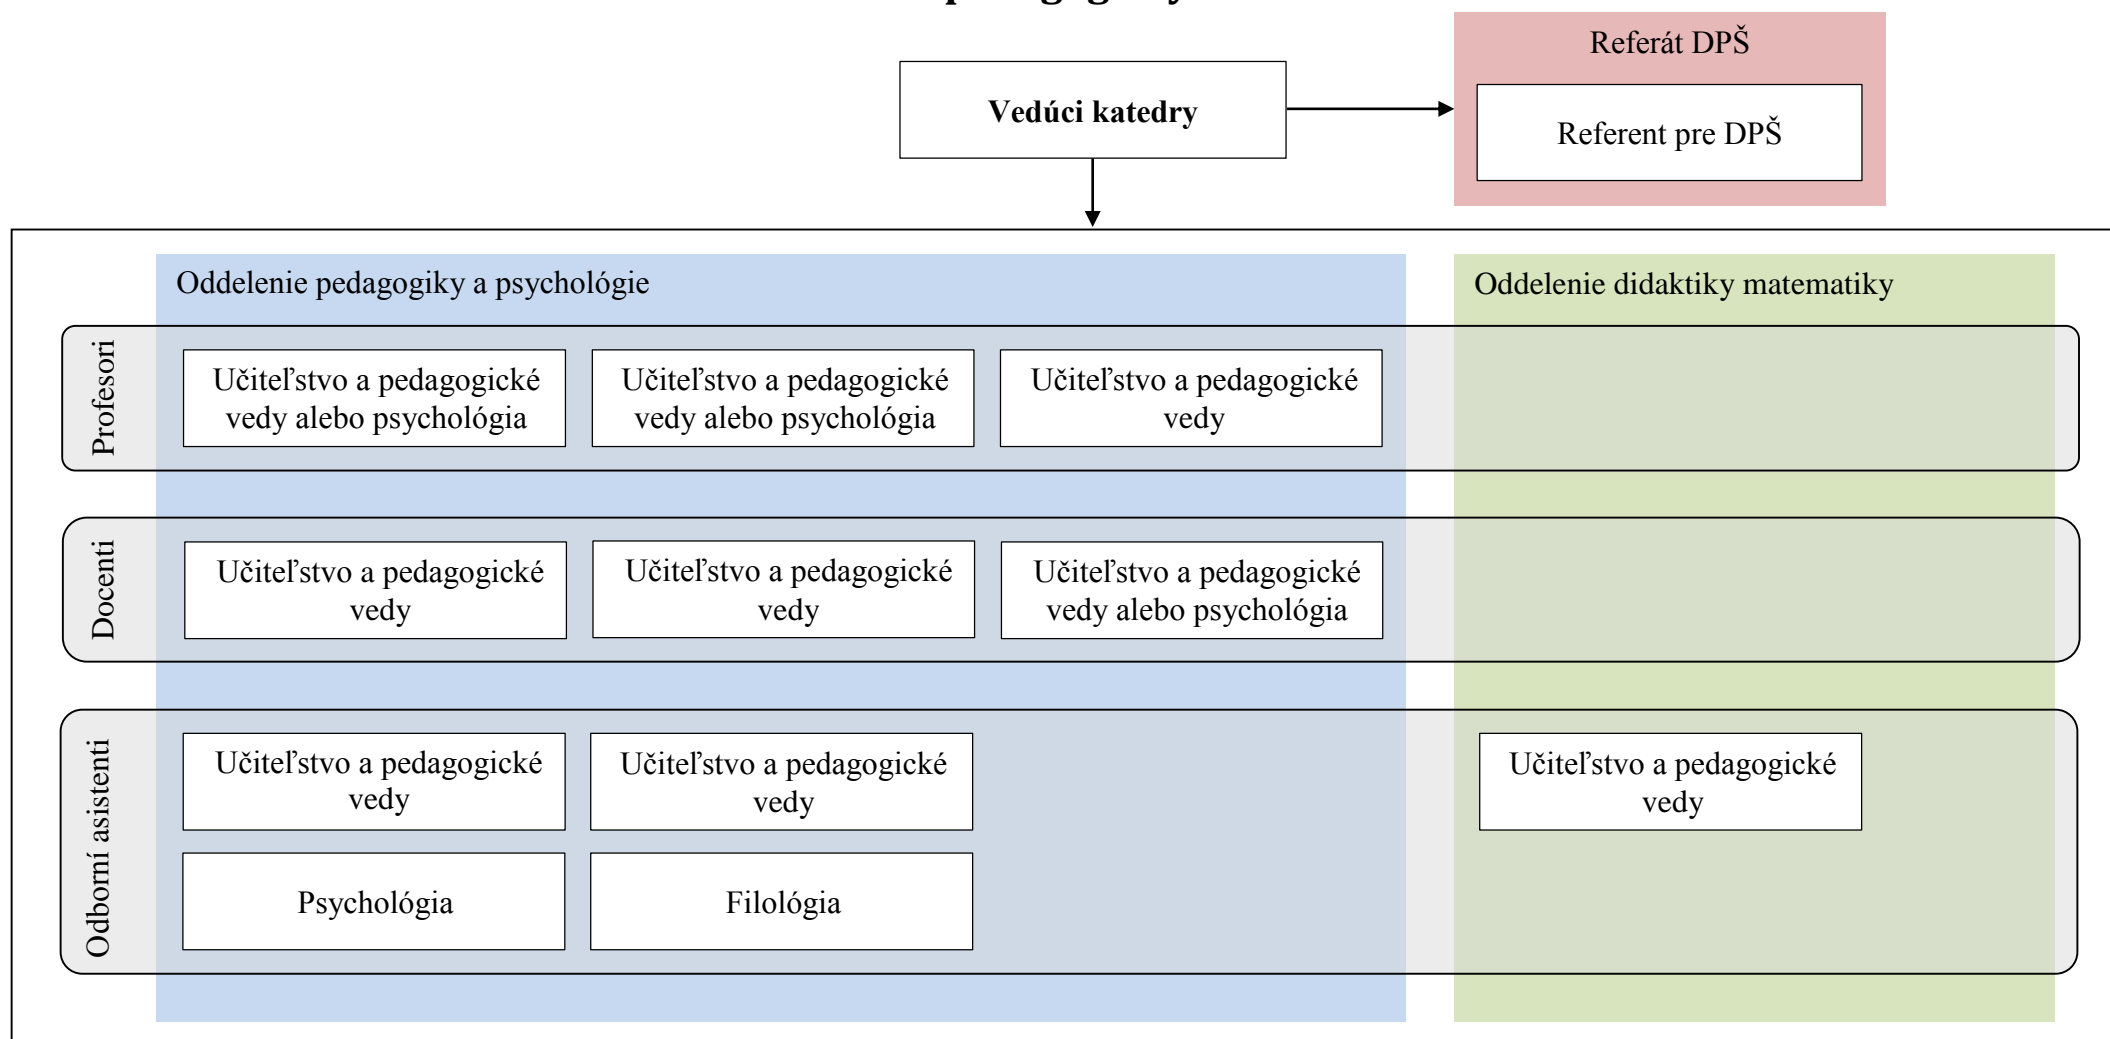 Referát DPŠ
Vedúci katedry
Referent pre DPŠ
Oddelenie pedagogiky a psychológie
Oddelenie didaktiky matematiky
Profesori
Učiteľstvo a pedagogické
vedy alebo psychológia
Učiteľstvo a pedagogické
vedy alebo psychológia
Učiteľstvo a pedagogické
vedy
Docenti
Učiteľstvo a pedagogické
vedy
Učiteľstvo a pedagogické
vedy
Učiteľstvo a pedagogické
vedy alebo psychológia
Odborní asistenti
Učiteľstvo a pedagogické
vedy
Učiteľstvo a pedagogické
vedy
Učiteľstvo a pedagogické
vedy
Psychológia
Filológia